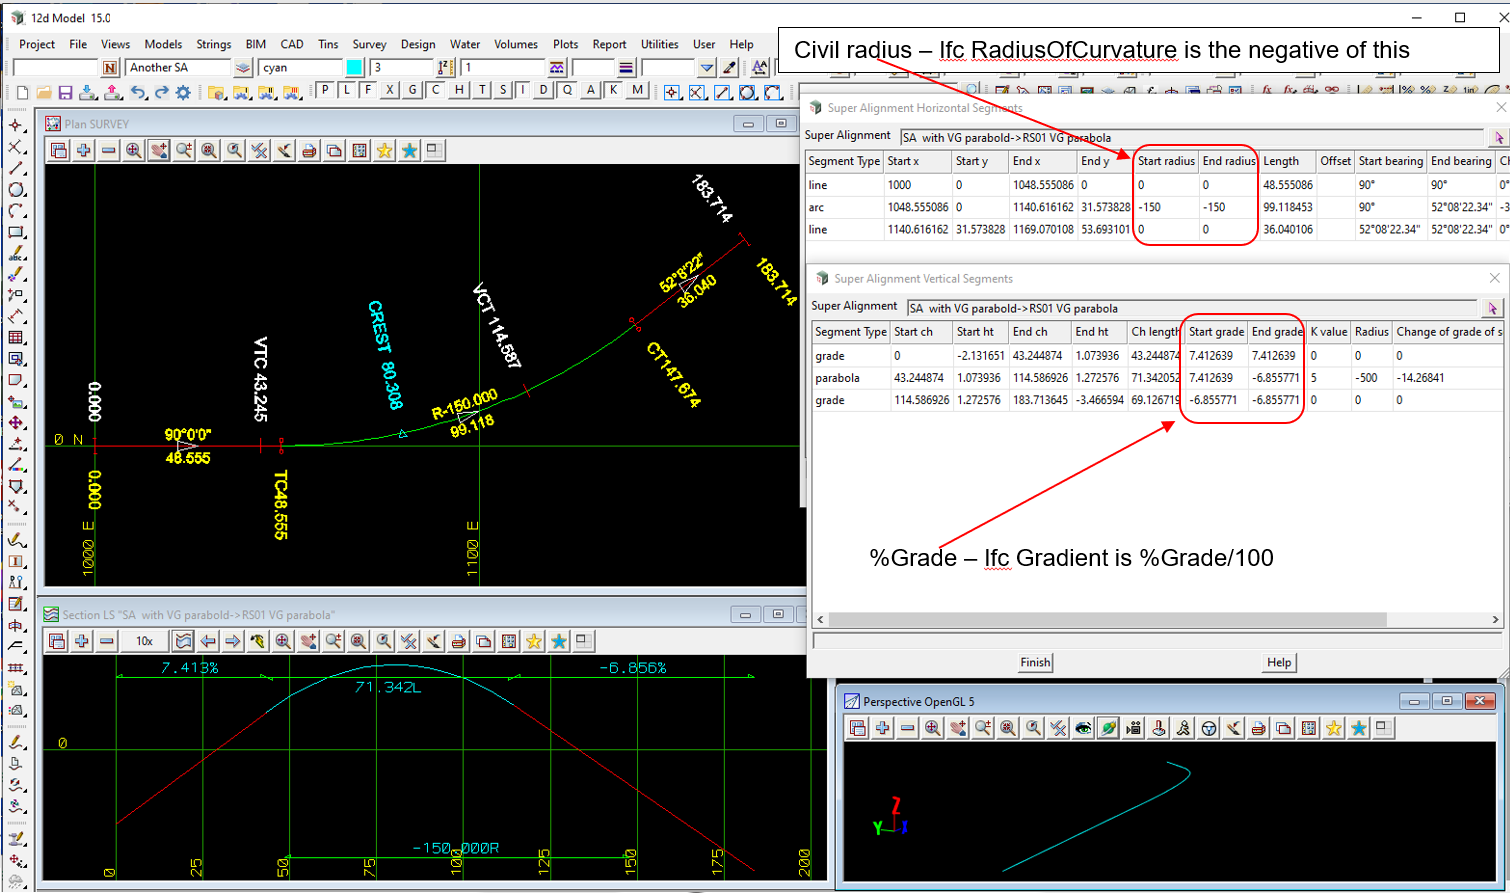 12d Model 15.0
Project File Edit Views Models Strings BIM CAD Tins Survey Design Water Volumes Plots Report Utilities User Help
Civil radius – Ifc RadiusOfCurvature is the negative of this
N Another SA cyan 3 1
P L F X G C H T S I D Q A K M
Plan SURVEY
183.714
183.714
52°8'22"
36.040
VCT 114.587
CREST 80.308
VTC 43.245
CT147.674
R-150.000
99.118
0.000
0 N
90°0'0"
48.555
0.000
TC48.555
1000 E
1100 E
Super Alignment Horizontal Segments
Super Alignment SA with VG parabold->RS01 VG parabola
Segment Type Start x Start y End x End y Start radius End radius Length Offset Start bearing End bearing
line 1000 0 1048.555086 0 0 0 48.555086 90° 90° 0°
arc 1048.555086 0 1140.616162 31.573828 -150 -150 99.118453 90° 52°08'22.34" -3
line 1140.616162 31.573828 1169.070108 53.693101 0 0 36.040106 52°08'22.34" 52°08'22.34" 0°
Super Alignment Vertical Segments
Super Alignment SA with VG parabold->RS01 VG parabola
Segment Type Start ch Start ht End ch End ht Ch length Start grade End grade K value Radius Change of grade of s
grade 0 -2.131651 43.244874 1.073936 43.244874 7.412639 7.412639 0 0 0
parabola 43.244874 1.073936 114.586926 1.272576 71.342052 7.412639 -6.855771 5 -500 -14.26841
grade 114.586926 1.272576 183.713645 -3.466594 69.126719 -6.855771 -6.855771 0 0 0
%Grade – Ifc Gradient is %Grade/100
Finish Help
Section LS "SA with VG parabold->RS01 VG parabola"
10x
7.413% -6.856%
71.342L
0
-150.000R
0 25 50 75 100 125 150 175 200
Perspective OpenGL 5
Z
Y